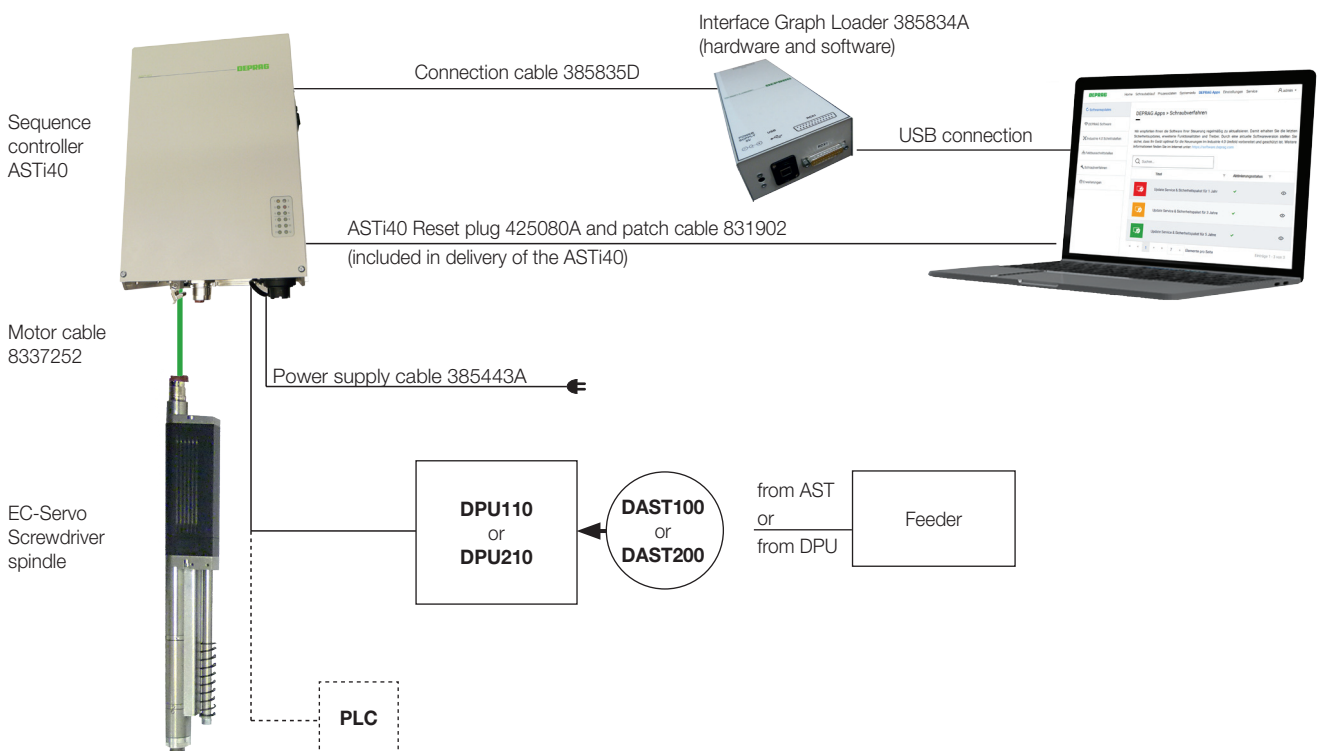 Interface Graph Loader 385834A
(hardware and software)
DEPRAG
Connection cable 385835D
Sequence
controller
ASTi40
USB connection
DEPRAG
DEPRAG Apps > Schraubverfahren
ASTi40 Reset plug 425080A and patch cable 831902
(included in delivery of the ASTi40)
Motor cable
8337252
Power supply cable 385443A
EC-Servo
Screwdriver
spindle
DPU110
or
DPU210
DAST100
or
DAST200
from AST
or
from DPU
Feeder
PLC